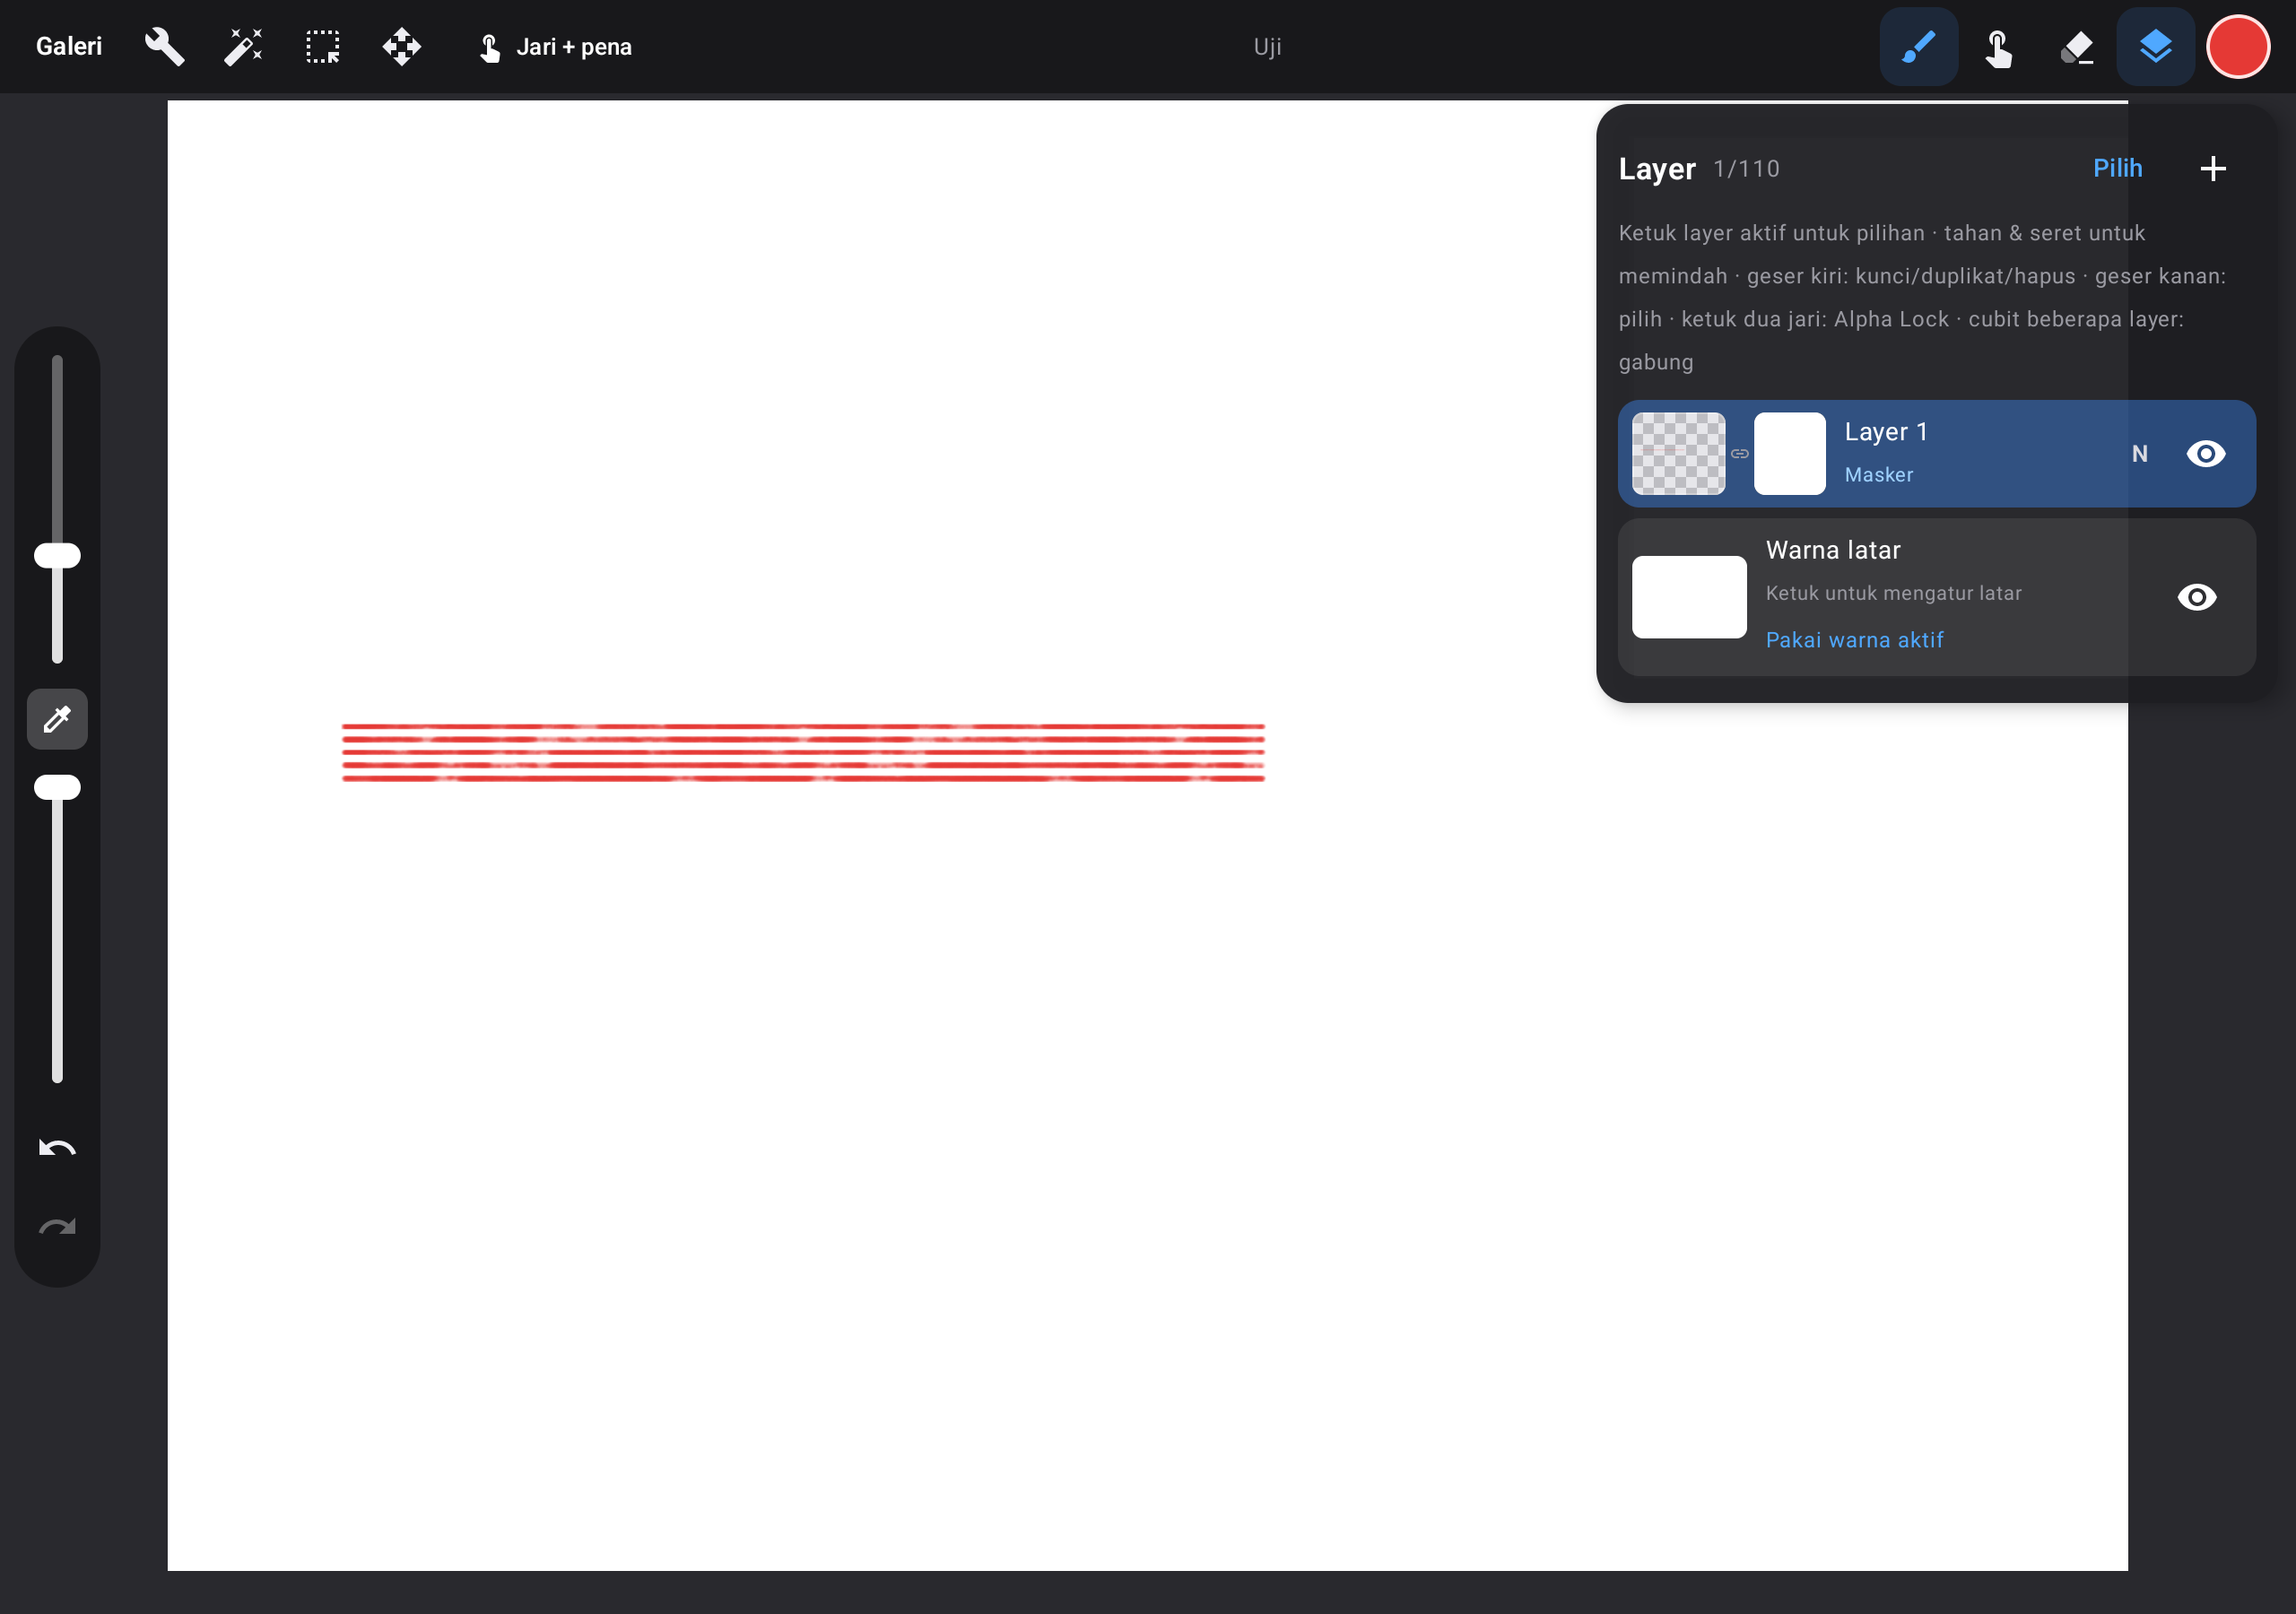 Galeri
Jari + pena
Uji
Layer 1/110
Pilih
Ketuk layer aktif untuk pilihan · tahan & seret untuk
memindah · geser kiri: kunci/duplikat/hapus · geser kanan:
pilih · ketuk dua jari: Alpha Lock · cubit beberapa layer:
gabung
Layer 1
N
Masker
Warna latar
Ketuk untuk mengatur latar
Pakai warna aktif